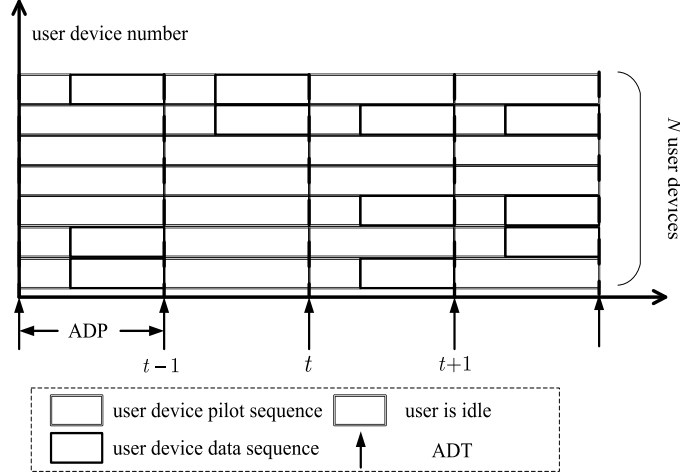 user device number
N user devices
ADP
t−1
t
t+1
user device pilot sequence
user is idle
user device data sequence
ADT